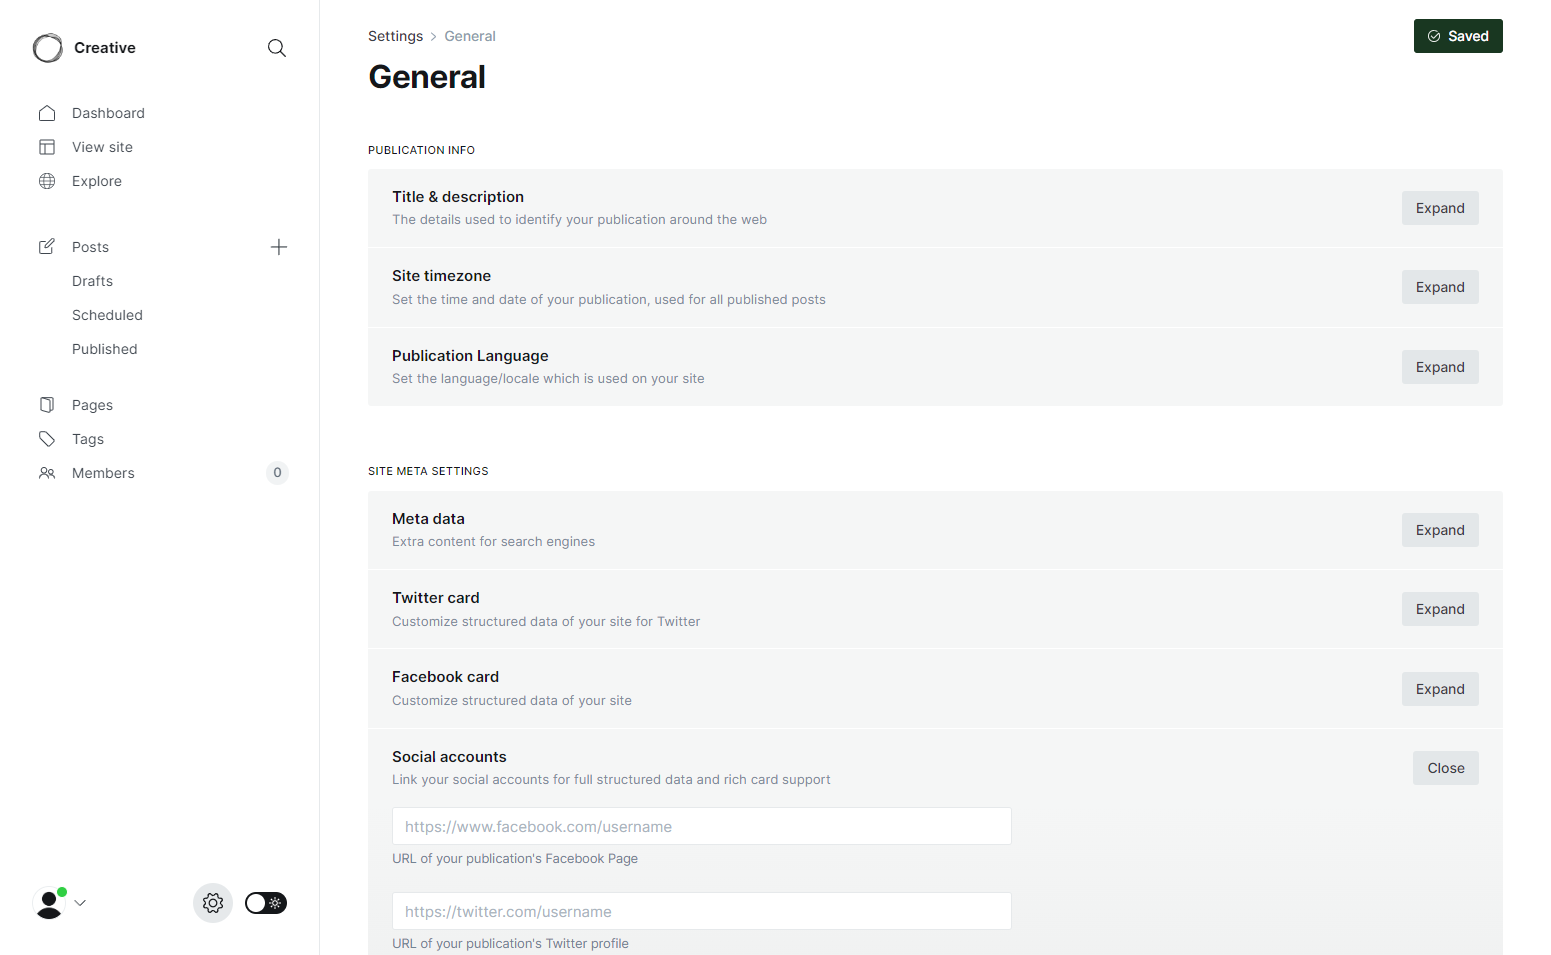 Creative
Dashboard
View site
Explore
Posts
Drafts
Scheduled
Published
Pages
Tags
Members
0
Settings > General
Saved
General
PUBLICATION INFO
Title & description
The details used to identify your publication around the web
Expand
Site timezone
Set the time and date of your publication, used for all published posts
Expand
Publication Language
Set the language/locale which is used on your site
Expand
SITE META SETTINGS
Meta data
Extra content for search engines
Expand
Twitter card
Customize structured data of your site for Twitter
Expand
Facebook card
Customize structured data of your site
Expand
Social accounts
Link your social accounts for full structured data and rich card support
Close
https://www.facebook.com/username
URL of your publication's Facebook Page
https://twitter.com/username
URL of your publication's Twitter profile